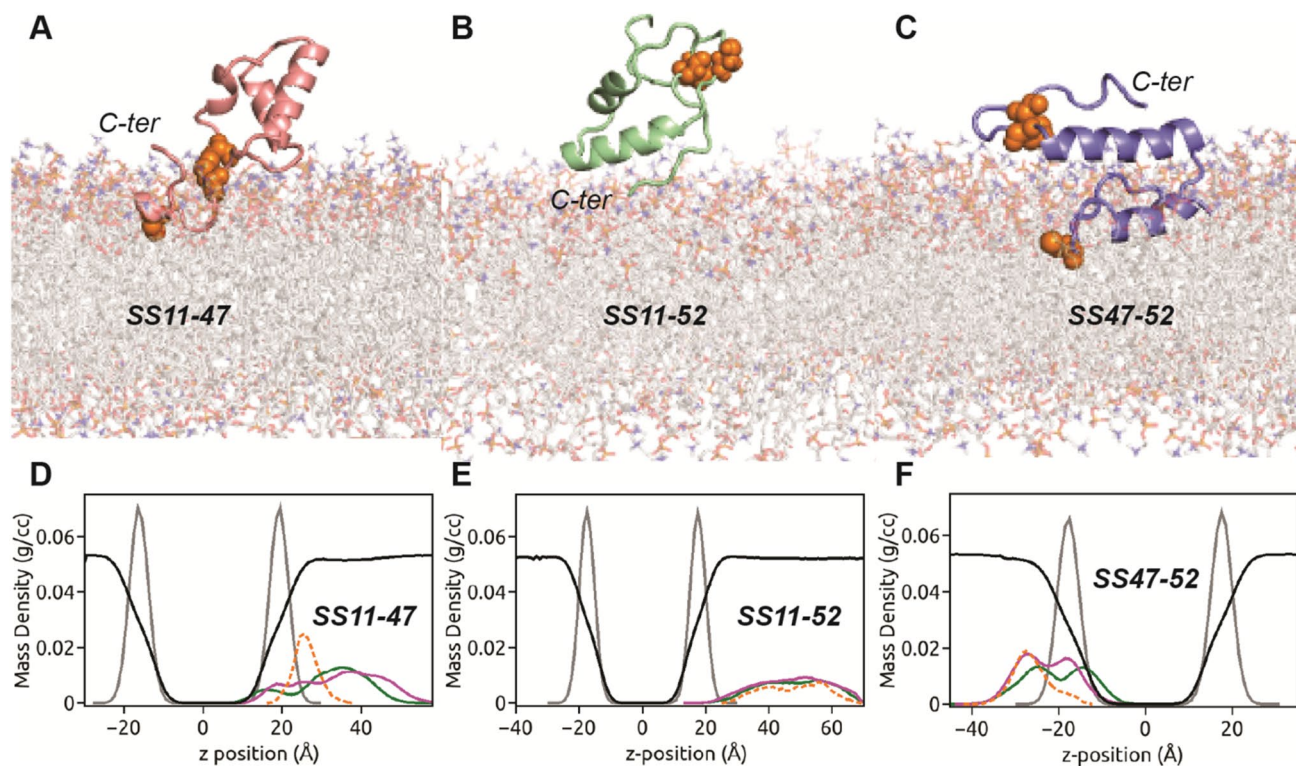 A
B
C
C-ter
C-ter
C-ter
SS11-47
SS11-52
SS47-52
D
E
F
Mass Density (g/cc)
0.06
0.04
0.02
0
SS11-47
−20
0
20
40
z position (Å)
Mass Density (g/cc)
0.06
0.04
0.02
0
SS11-52
−40
−20
0
20
40
60
z-position (Å)
Mass Density (g/cc)
0.06
0.04
0.02
0
SS47-52
−40
−20
0
20
z-position (Å)